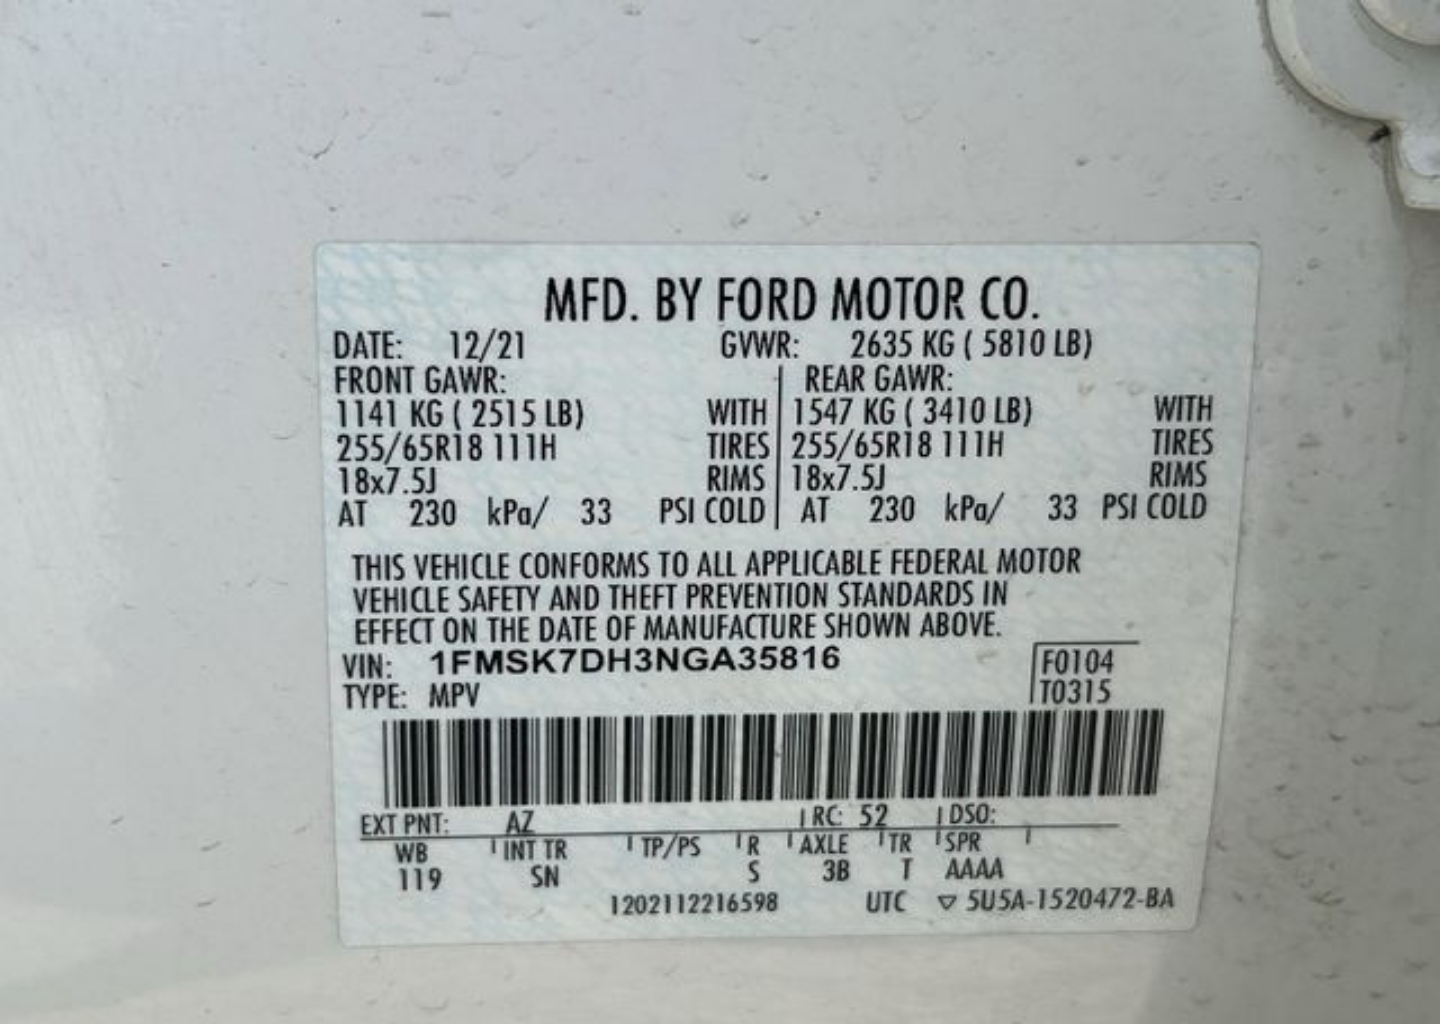 MFD. BY FORD MOTOR CO.
DATE: 12/21 GVWR: 2635 KG ( 5810 LB)
FRONT GAWR: REAR GAWR:
1141 KG ( 2515 LB) WITH 1547 KG ( 3410 LB) WITH
255/65R18 111H TIRES 255/65R18 111H TIRES
18x7.5J RIMS 18x7.5J RIMS
AT 230 kPa/ 33 PSI COLD AT 230 kPa/ 33 PSI COLD
THIS VEHICLE CONFORMS TO ALL APPLICABLE FEDERAL MOTOR
VEHICLE SAFETY AND THEFT PREVENTION STANDARDS IN
EFFECT ON THE DATE OF MANUFACTURE SHOWN ABOVE.
VIN: 1FMSK7DH3NGA35816 F0104
TYPE: MPV T0315
EXT PNT: AZ RC: 52 DSO:
WB INT TR TP/PS R AXLE TR SPR
119 SN S 3B T AAAA
1202112216598 UTC ▽ 5U5A-1520472-BA